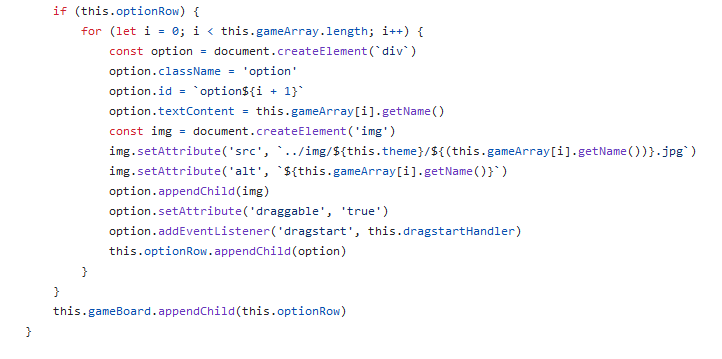 if (this.optionRow) {
for (let i = 0; i < this.gameArray.length; i++) {
const option = document.createElement(`div`)
option.className = 'option'
option.id = `option${i + 1}`
option.textContent = this.gameArray[i].getName()
const img = document.createElement('img')
img.setAttribute('src', `../img/${this.theme}/${(this.gameArray[i].getName())}.jpg`)
img.setAttribute('alt', `${this.gameArray[i].getName()}`)
option.appendChild(img)
option.setAttribute('draggable', 'true')
option.addEventListener('dragstart', this.dragstartHandler)
this.optionRow.appendChild(option)
}
}
this.gameBoard.appendChild(this.optionRow)
}